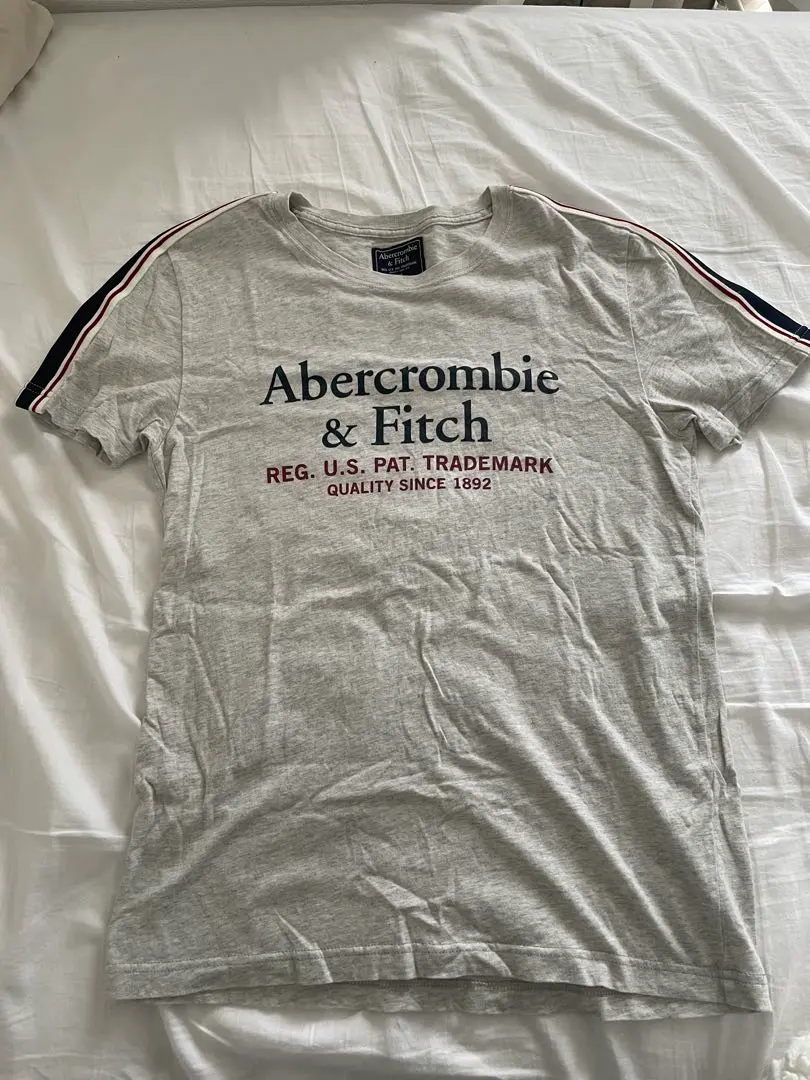 Abercrombie
& Fitch
Abercrombie
& Fitch
REG. U.S. PAT. TRADEMARK
QUALITY SINCE 1892